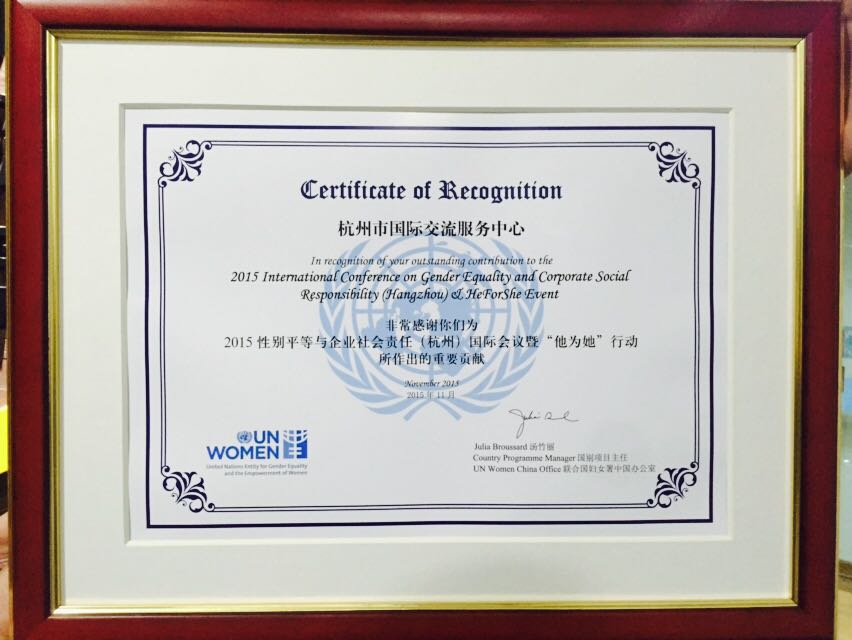 Certificate of Recognition
杭州市国际交流服务中心
In recognition of your outstanding contribution to the
2015 International Conference on Gender Equality and Corporate Social
Responsibility (Hangzhou) & HeForShe Event
非常感谢你们为
2015 性别平等与企业社会责任（杭州）国际会议暨“他为她”行动
所作出的重要贡献
November 2015
2015 年 11 月
UN
WOMEN
United Nations Entity for Gender Equality
and the Empowerment of Women
Julia Broussard 汤竹丽
Country Programme Manager 国别项目主任
UN Women China Office 联合国妇女署中国办公室